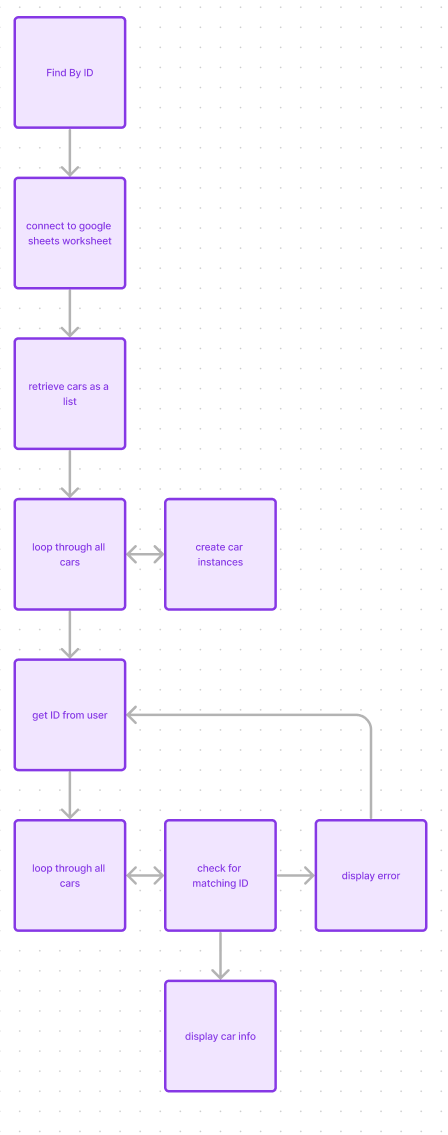 Find By ID
connect to google
sheets worksheet
retrieve cars as a
list
loop through all
cars
create car
instances
get ID from user
loop through all
cars
check for
matching ID
display error
display car info